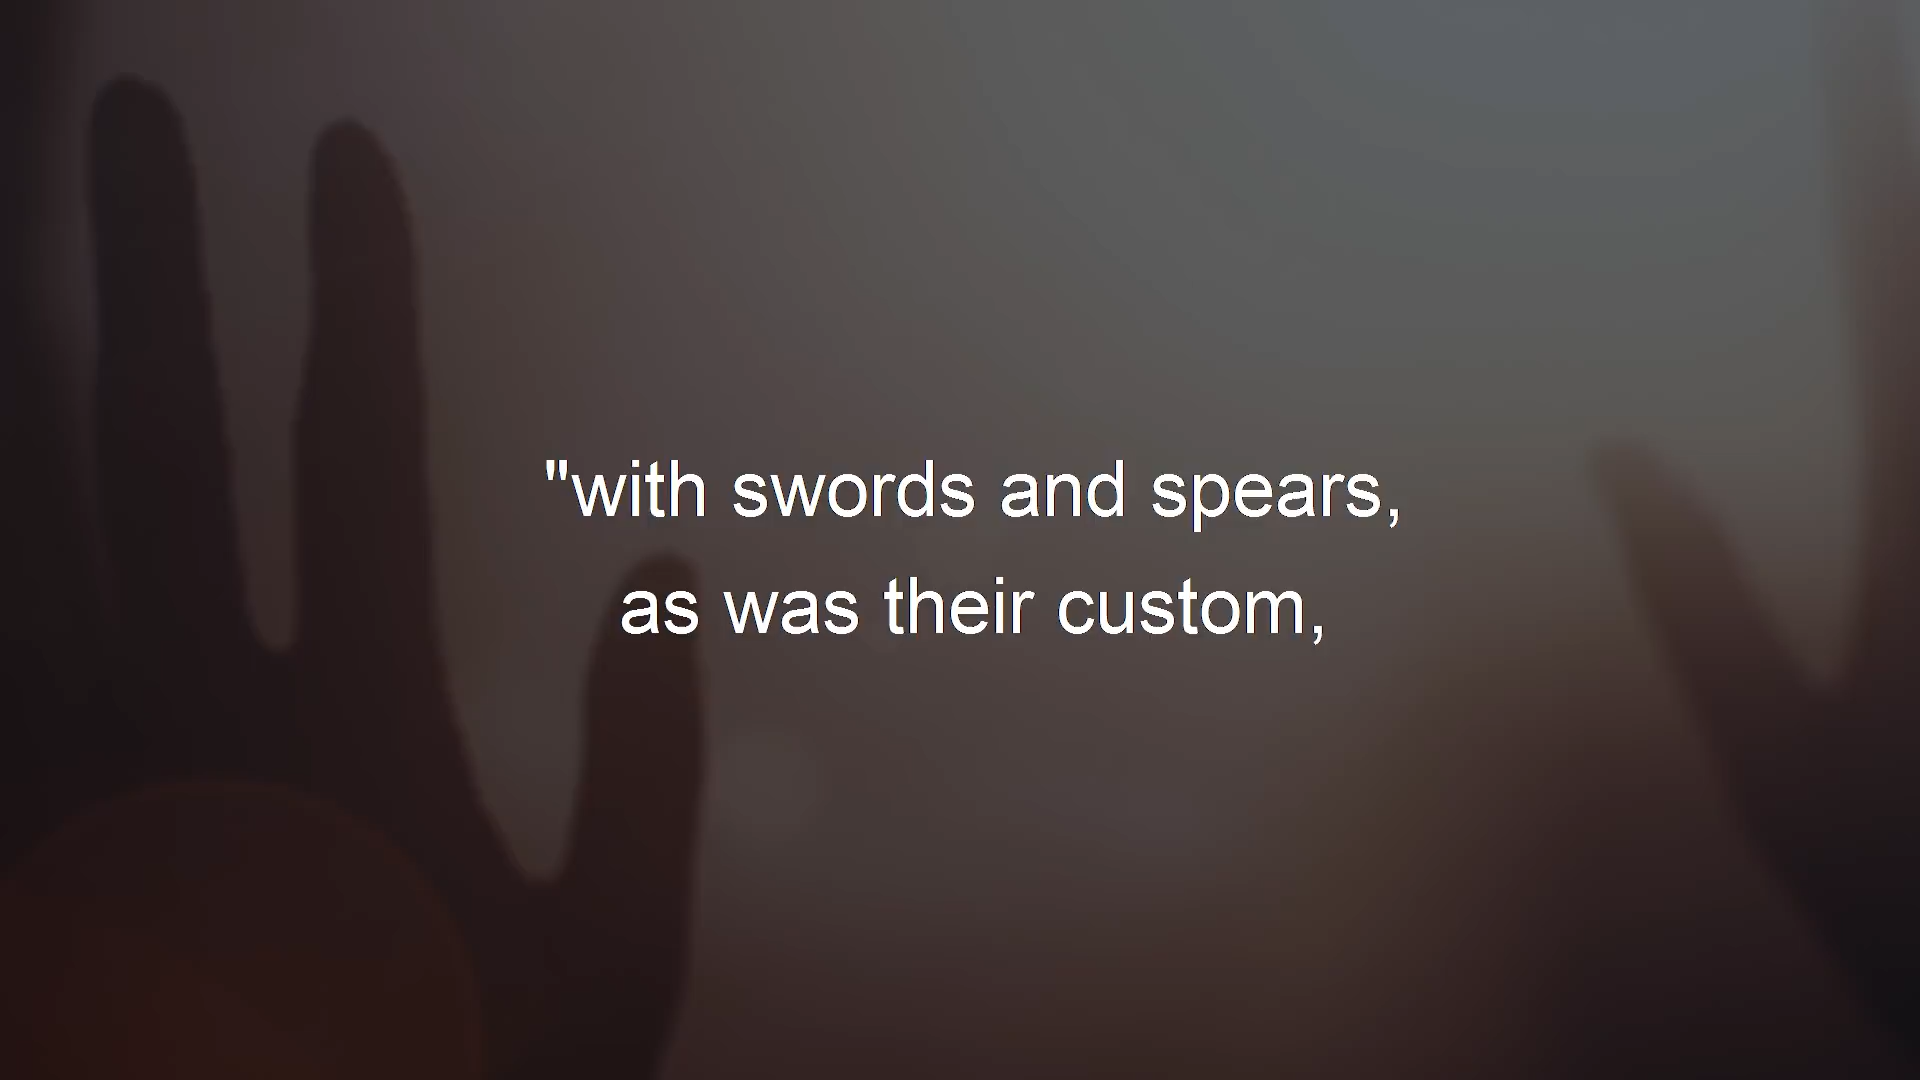 "with swords and spears,
as was their custom,